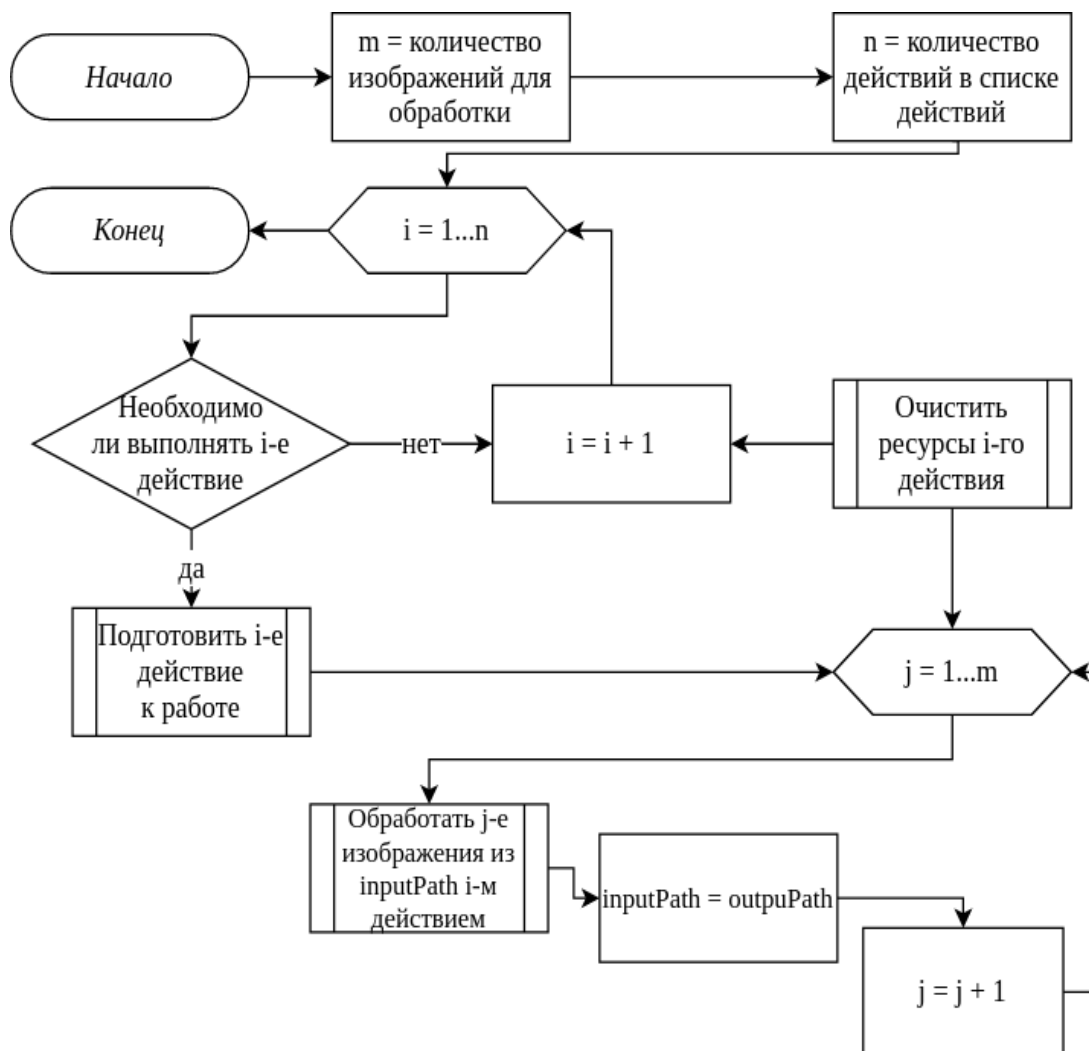 Начало
m = количество
изображений для
обработки
n = количество
действий в списке
действий
Конец
i = 1...n
Необходимо
ли выполнять i-е
действие
нет
i = i + 1
Очистить
ресурсы i-го
действия
да
Подготовить i-е
действие
к работе
j = 1...m
Обработать j-е
изображения из
inputPath i-м
действием
inputPath = outpuPath
j = j + 1